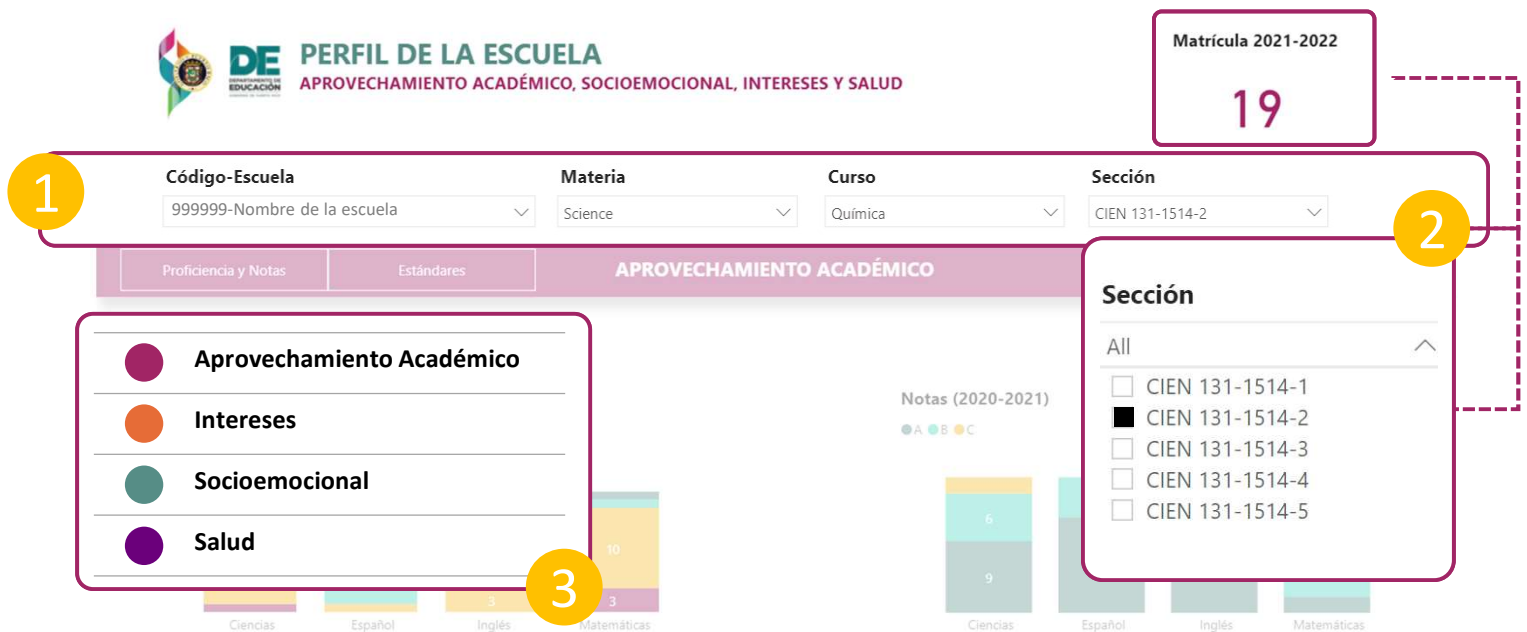 Matrícula 2021-2022
19
DE
DEPARTAMENTO DE
EDUCACIÓN
PERFIL DE LA ESCUELA
APROVECHAMIENTO ACADÉMICO, SOCIOEMOCIONAL, INTERESES Y SALUD
1
Código-Escuela
Materia
Curso
Sección
999999-Nombre de la escuela
Science
Química
CIEN 131-1514-2
2
Proficiencia y Notas
Estándares
APROVECHAMIENTO ACADÉMICO
Sección
All
CIEN 131-1514-1
CIEN 131-1514-2
CIEN 131-1514-3
CIEN 131-1514-4
CIEN 131-1514-5
Aprovechamiento Académico
Intereses
Socioemocional
Salud
3
Notas (2020-2021)
A B C
10
3
3
Ciencias
Español
Inglés
Matemáticas
6
9
Ciencias
Español
Inglés
Matemáticas